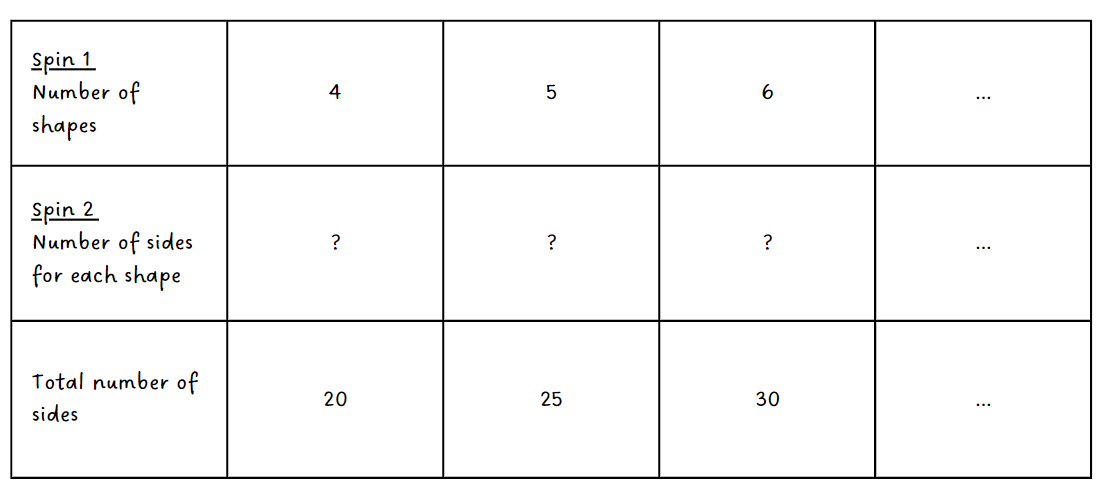 Spin 1
Number of
shapes
4
5
6
...
Spin 2
Number of sides
for each shape
?
?
?
...
Total number of
sides
20
25
30
...